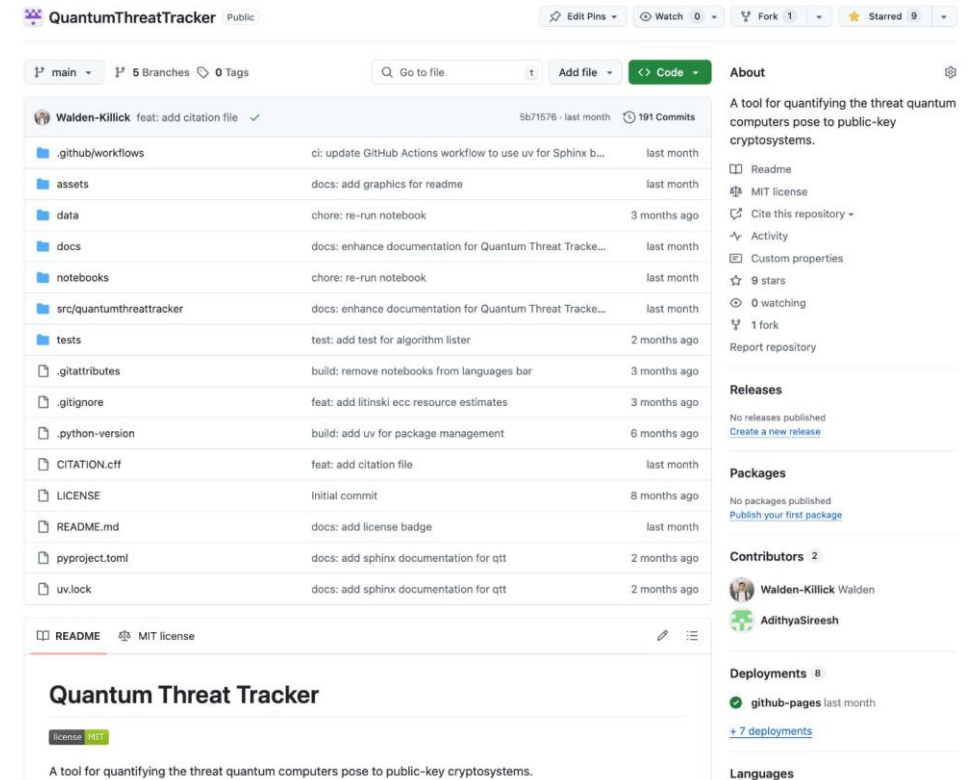 QuantumThreatTracker Public
Edit Pins Watch 0 Fork 1 Starred 9
main 5 Branches 0 Tags Go to file t Add file Code
Walden-Killick feat: add citation file 5b71576 · last month 191 Commits
.github/workflows ci: update GitHub Actions workflow to use uv for Sphinx b... last month
assets docs: add graphics for readme last month
data chore: re-run notebook 3 months ago
docs docs: enhance documentation for Quantum Threat Tracke... last month
notebooks chore: re-run notebook last month
src/quantumthreattracker docs: enhance documentation for Quantum Threat Tracke... last month
tests test: add test for algorithm lister 2 months ago
.gitattributes build: remove notebooks from languages bar 3 months ago
.gitignore feat: add litinski ecc resource estimates 3 months ago
.python-version build: add uv for package management 6 months ago
CITATION.cff feat: add citation file last month
LICENSE Initial commit 8 months ago
README.md docs: add license badge last month
pyproject.toml docs: add sphinx documentation for qtt 2 months ago
uv.lock docs: add sphinx documentation for qtt 2 months ago
README MIT license
Quantum Threat Tracker
license MIT
A tool for quantifying the threat quantum computers pose to public-key cryptosystems.
About
A tool for quantifying the threat quantum
computers pose to public-key
cryptosystems.
Readme
MIT license
Cite this repository
Activity
Custom properties
9 stars
0 watching
1 fork
Report repository
Releases
No releases published
Create a new release
Packages
No packages published
Publish your first package
Contributors 2
Walden-Killick Walden
AdithyaSireesh
Deployments 8
github-pages last month
+ 7 deployments
Languages